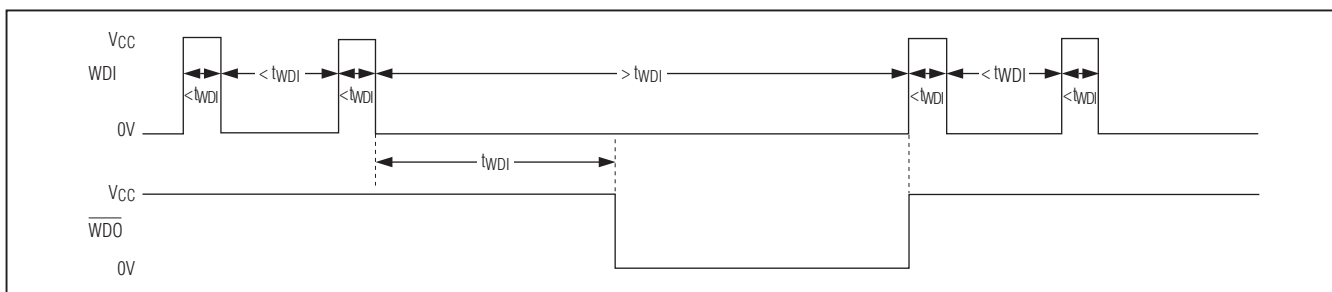 VCC
WDI
< tWDI
> tWDI
< tWDI
<tWDI
<tWDI
<tWDI
<tWDI
0V
tWDI
VCC
WDO
0V